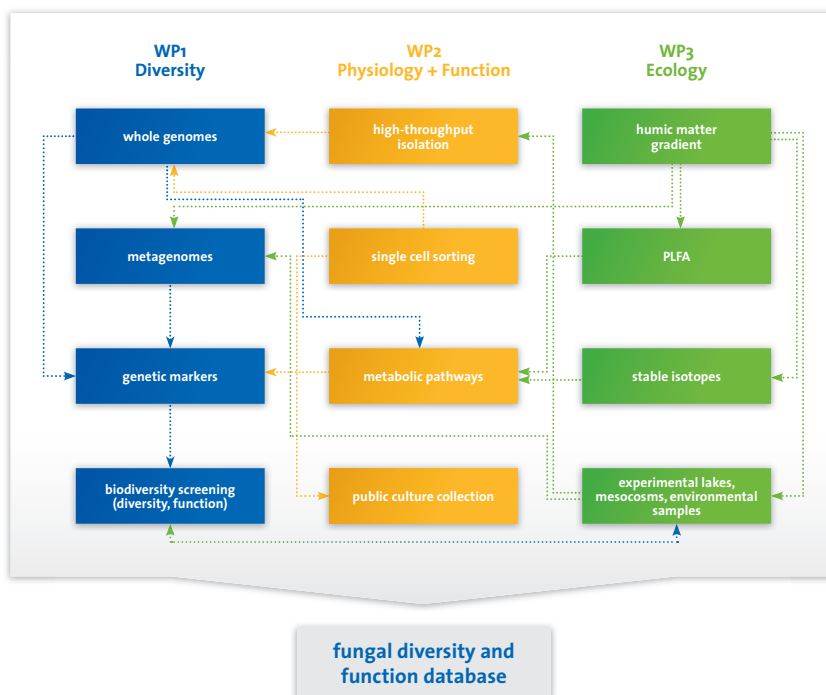 WP1
Diversity
WP2
Physiology + Function
WP3
Ecology
whole genomes
high-throughput
isolation
humic matter
gradient
metagenomes
single cell sorting
PLFA
genetic markers
metabolic pathways
stable isotopes
biodiversity screening
(diversity, function)
public culture collection
experimental lakes,
mesocosms, environmental
samples
fungal diversity and
function database